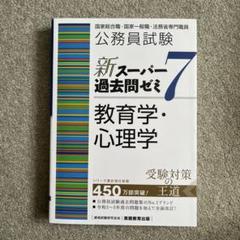 国家総合職・国家一般職・法務省専門職員
公務員試験
新スーパー
過去問ゼミ
7
教育学・
心理学
受験対策
の
王道
450万部突破!
実務教育出版